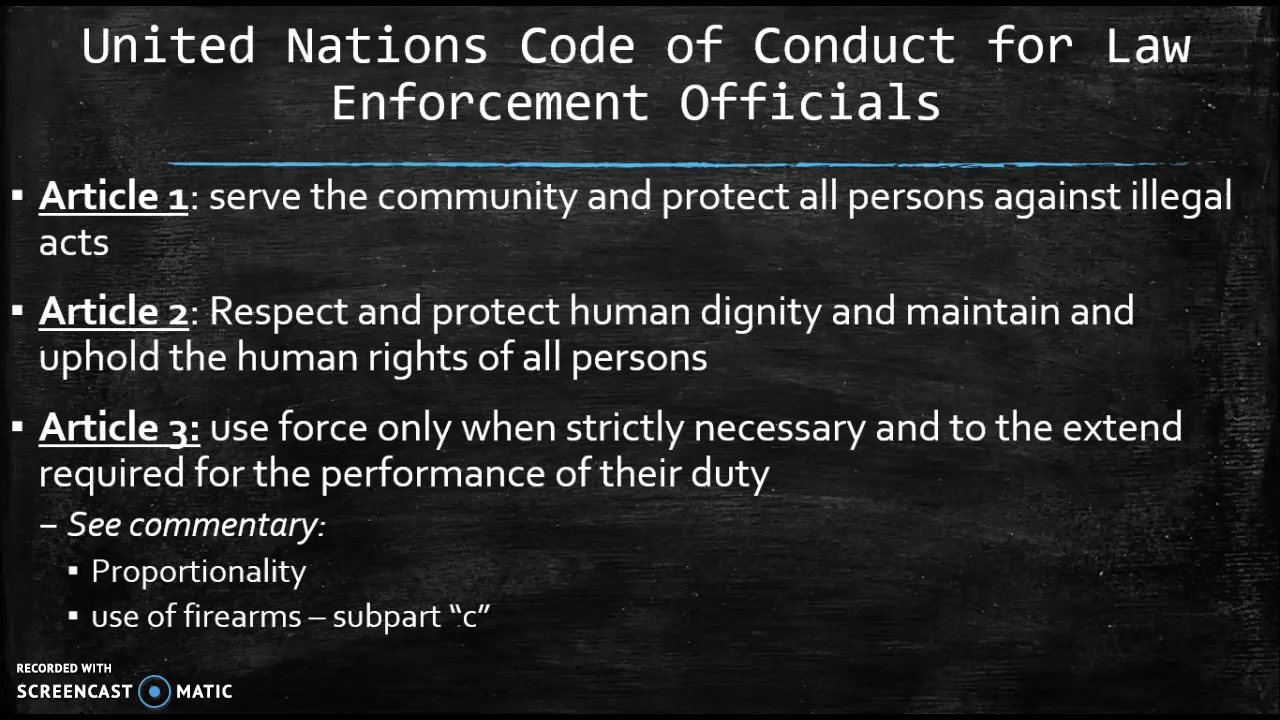 United Nations Code of Conduct for Law
Enforcement Officials
▪ Article 1: serve the community and protect all persons against illegal
acts
▪ Article 2: Respect and protect human dignity and maintain and
uphold the human rights of all persons
▪ Article 3: use force only when strictly necessary and to the extend
required for the performance of their duty
– See commentary:
▪ Proportionality
▪ use of firearms – subpart “c”
RECORDED WITH
SCREENCAST MATIC